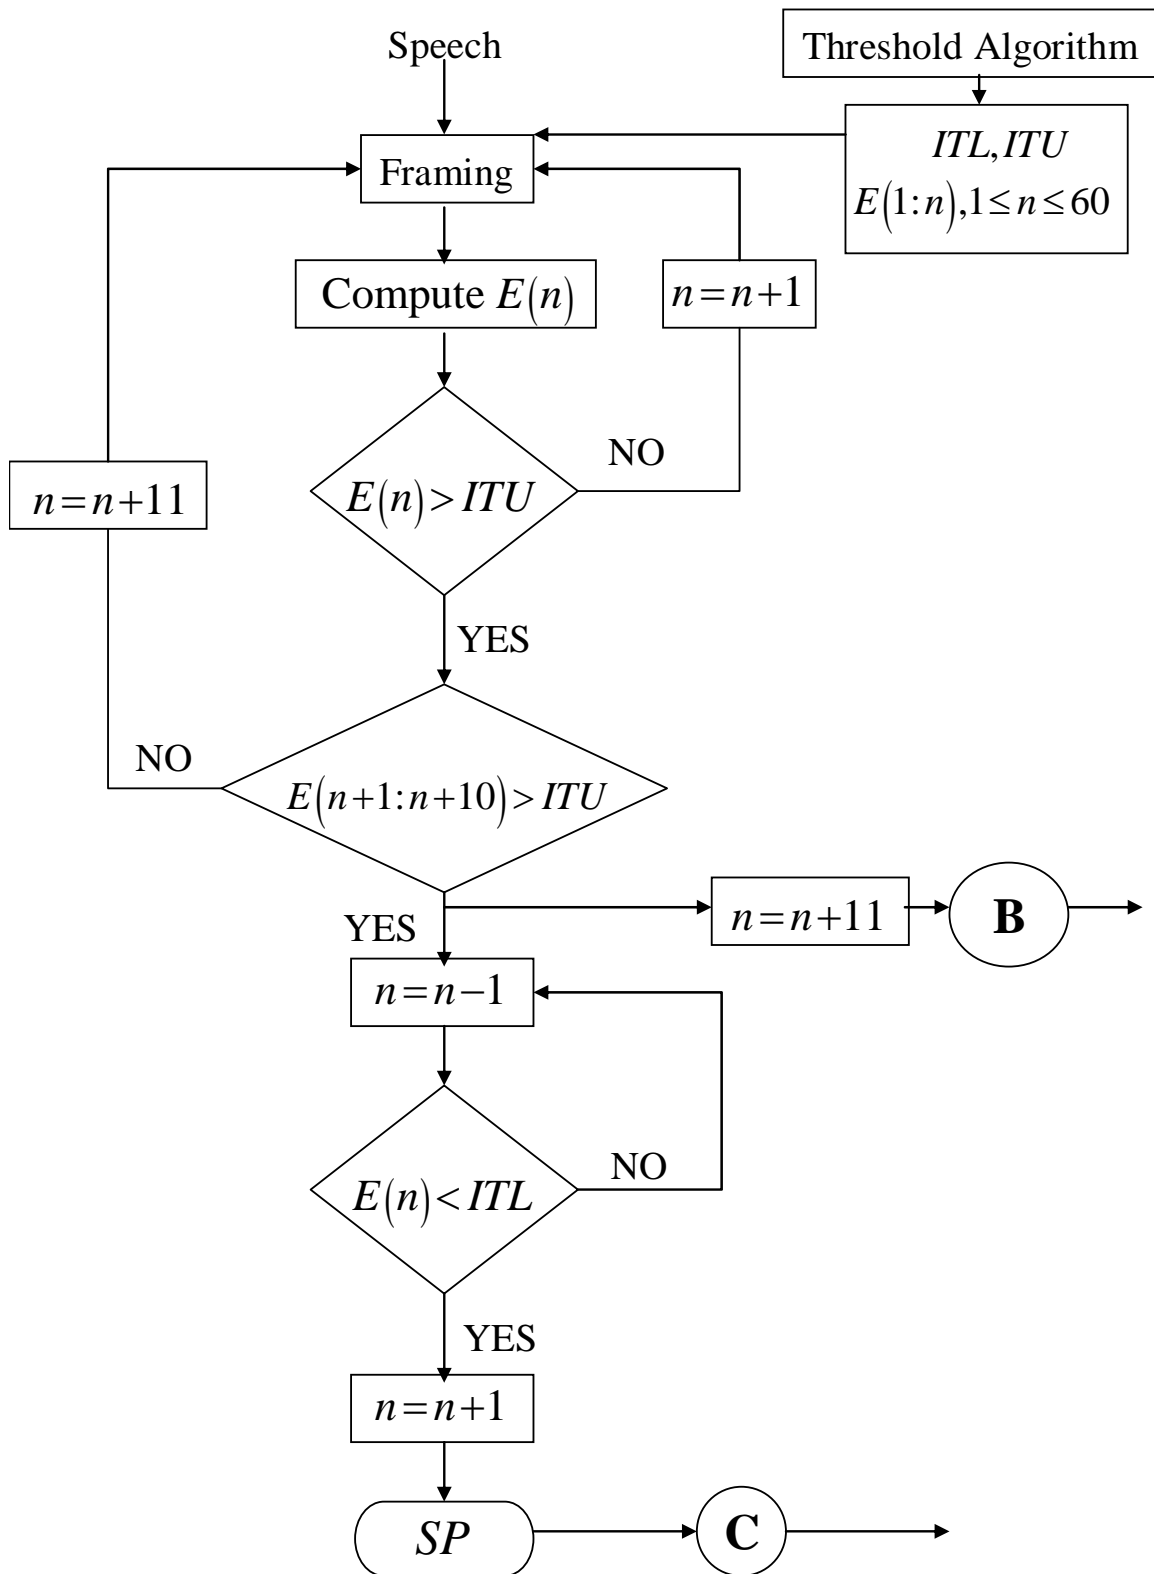 Speech
Threshold Algorithm
ITL, ITU
E(1:n), 1≤n≤60
Framing
Compute E(n)
n=n+1
E(n)>ITU
NO
n=n+11
YES
E(n+1:n+10)>ITU
NO
YES
n=n+11
B
n=n−1
E(n)<ITL
NO
YES
n=n+1
SP
C